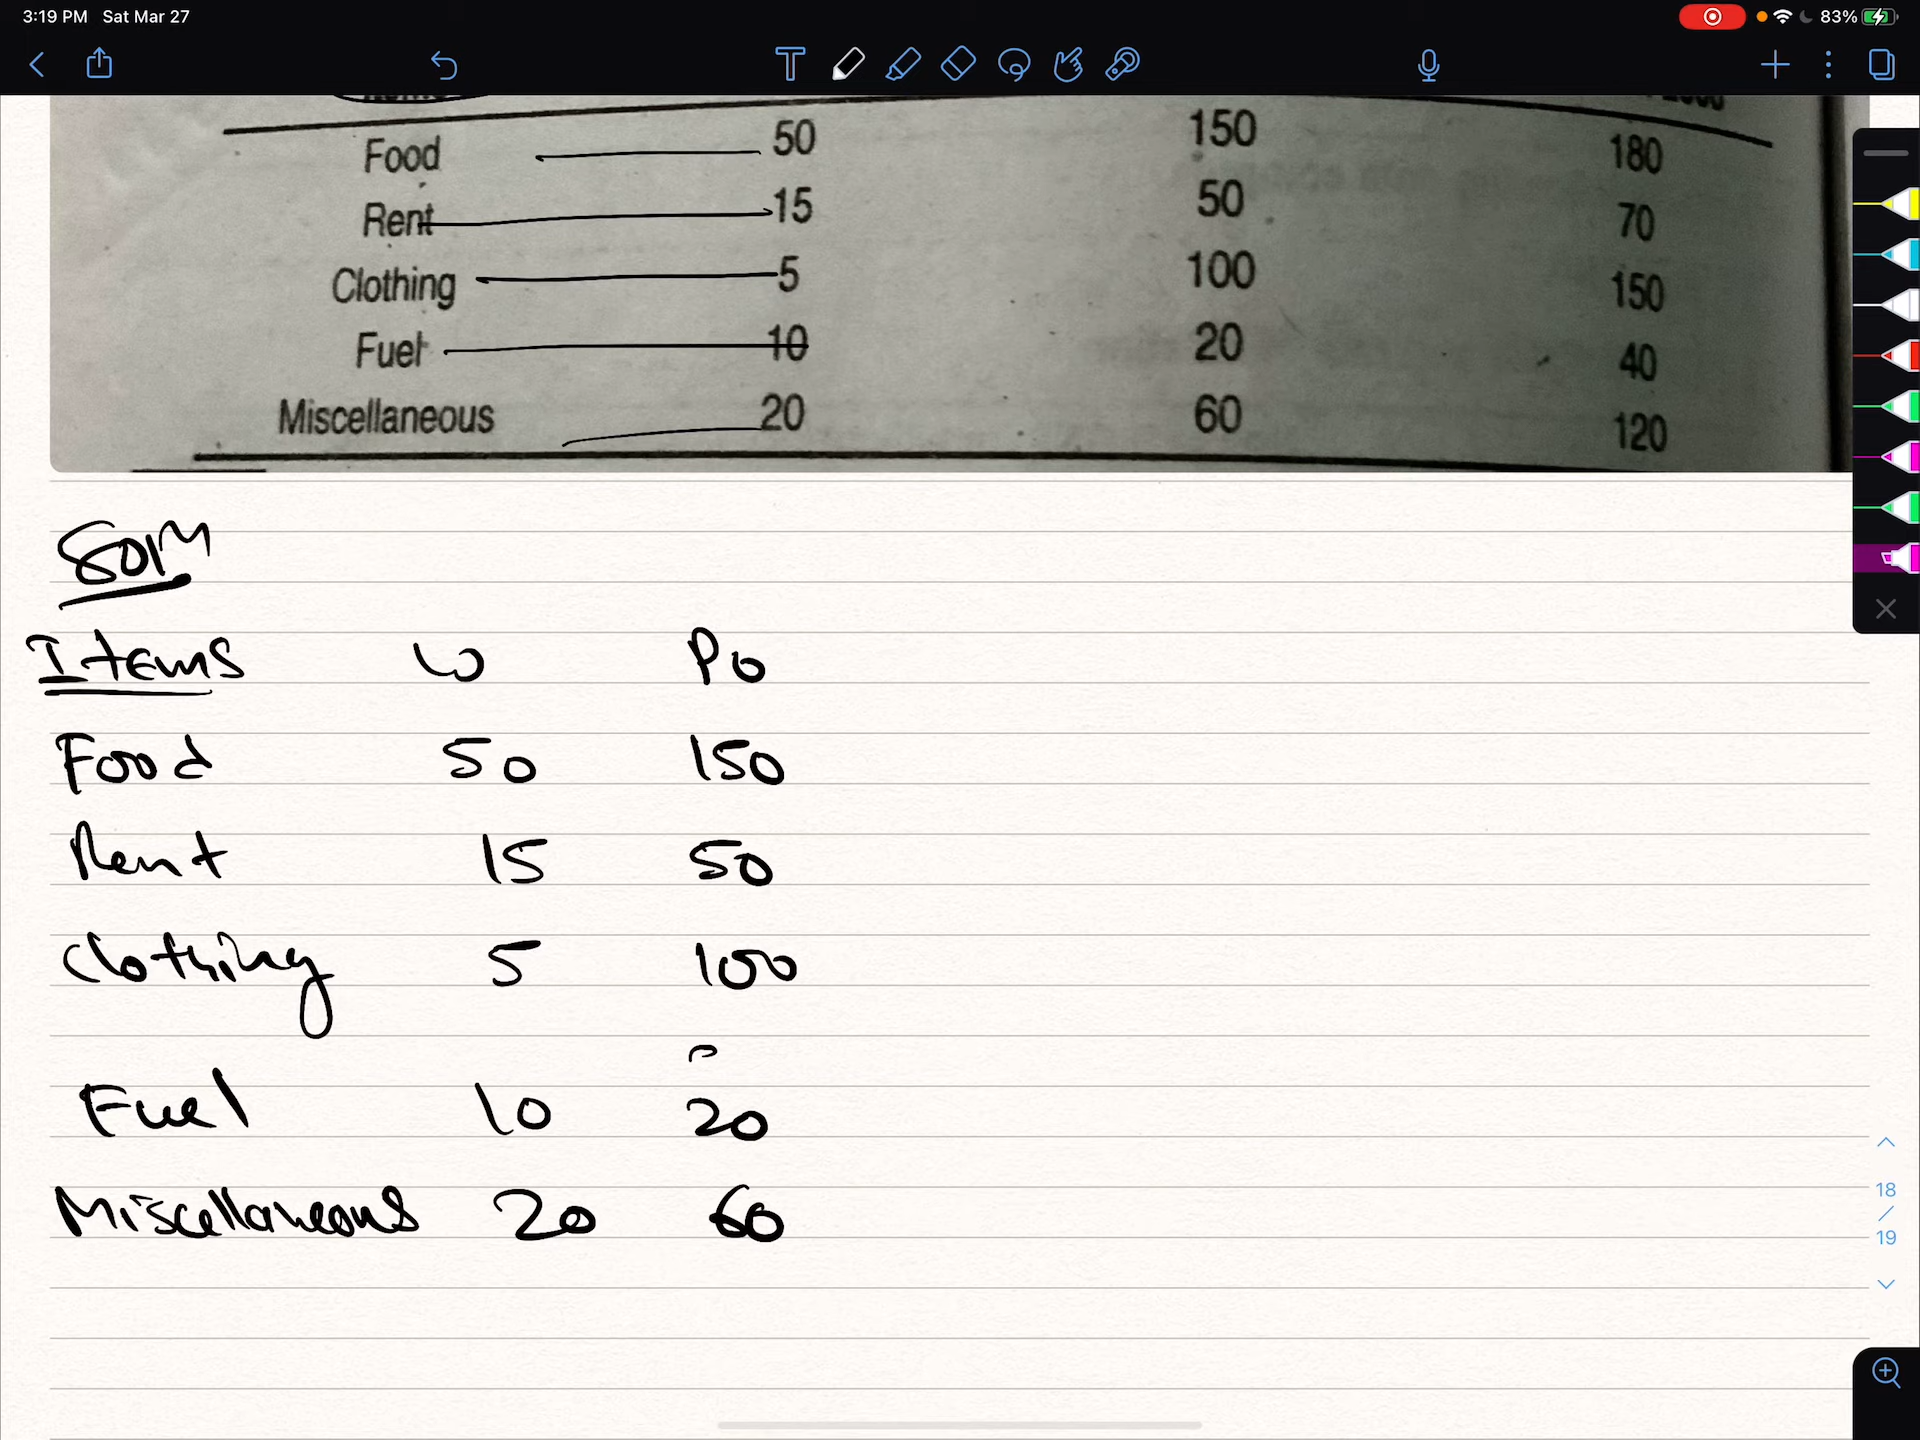 3:19 PM Sat Mar 27
83%
Food 50 150 180
Rent 15 50 70
Clothing 5 100 150
Fuel 10 20 40
Miscellaneous 20 60 120
Soln
Items W Po
Food 50 150
Rent 15 50
Clothing 5 100
Fuel 10 20
Miscellaneous 20 60
18
/
19